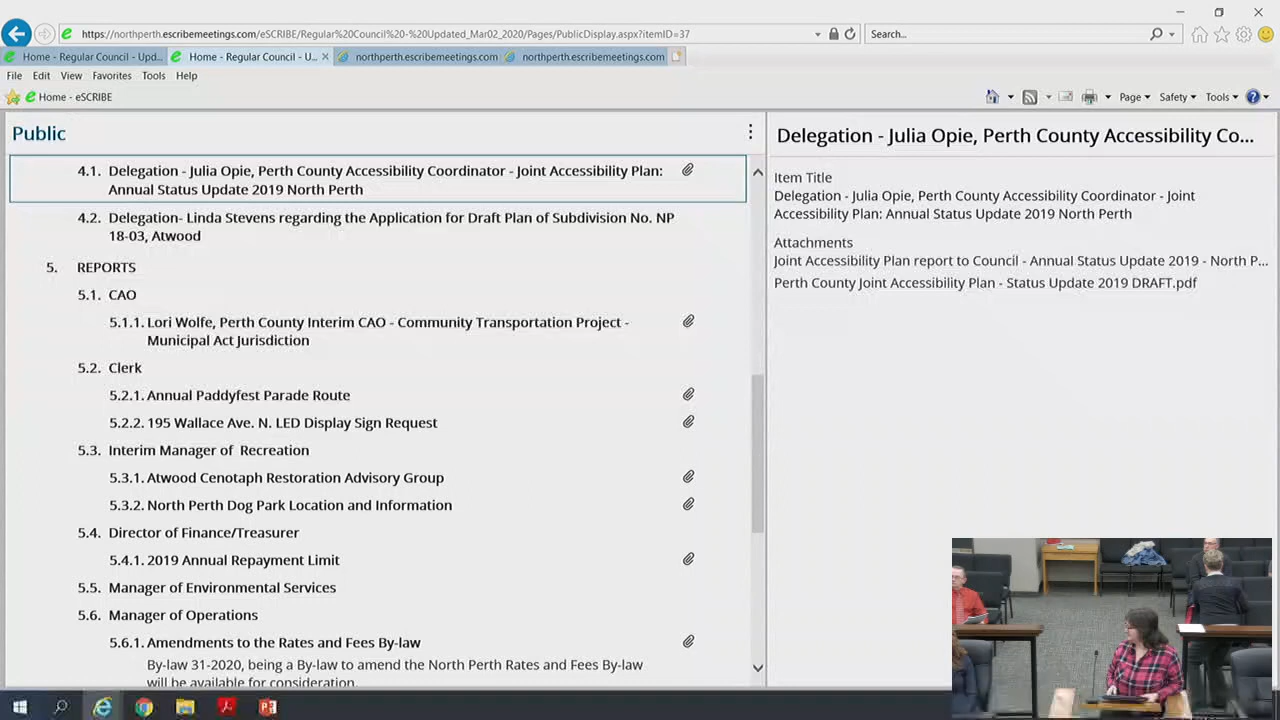 https://northperth.escribemeetings.com/eSCRIBE/Regular%20Council%20-%20Updated_Mar02_2020/Pages/PublicDisplay.aspx?itemID=37
Search...
Home - Regular Council - Upd...
Home - Regular Council - U...
northperth.escribemeetings.com
northperth.escribemeetings.com
File Edit View Favorites Tools Help
Home - eSCRIBE
Page Safety Tools
Public
4.1. Delegation - Julia Opie, Perth County Accessibility Coordinator - Joint Accessibility Plan:
Annual Status Update 2019 North Perth
4.2. Delegation- Linda Stevens regarding the Application for Draft Plan of Subdivision No. NP
18-03, Atwood
5. REPORTS
5.1. CAO
5.1.1. Lori Wolfe, Perth County Interim CAO - Community Transportation Project -
Municipal Act Jurisdiction
5.2. Clerk
5.2.1. Annual Paddyfest Parade Route
5.2.2. 195 Wallace Ave. N. LED Display Sign Request
5.3. Interim Manager of Recreation
5.3.1. Atwood Cenotaph Restoration Advisory Group
5.3.2. North Perth Dog Park Location and Information
5.4. Director of Finance/Treasurer
5.4.1. 2019 Annual Repayment Limit
5.5. Manager of Environmental Services
5.6. Manager of Operations
5.6.1. Amendments to the Rates and Fees By-law
By-law 31-2020, being a By-law to amend the North Perth Rates and Fees By-law
will be available for consideration.
Delegation - Julia Opie, Perth County Accessibility Co...
Item Title
Delegation - Julia Opie, Perth County Accessibility Coordinator - Joint
Accessibility Plan: Annual Status Update 2019 North Perth
Attachments
Joint Accessibility Plan report to Council - Annual Status Update 2019 - North P...
Perth County Joint Accessibility Plan - Status Update 2019 DRAFT.pdf